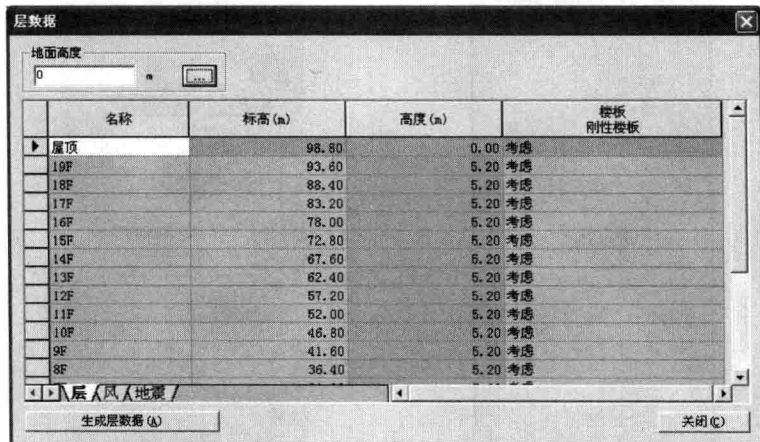 层数据
地面高度
0 m ...
名称 标高(m) 高度(m) 楼板
刚性楼板
屋顶 98.80 0.00 考虑
19F 93.60 5.20 考虑
18F 88.40 5.20 考虑
17F 83.20 5.20 考虑
16F 78.00 5.20 考虑
15F 72.80 5.20 考虑
14F 67.60 5.20 考虑
13F 62.40 5.20 考虑
12F 57.20 5.20 考虑
11F 52.00 5.20 考虑
10F 46.80 5.20 考虑
9F 41.60 5.20 考虑
8F 36.40 5.20 考虑
层 风 地震
生成层数据(A) 关闭(C)